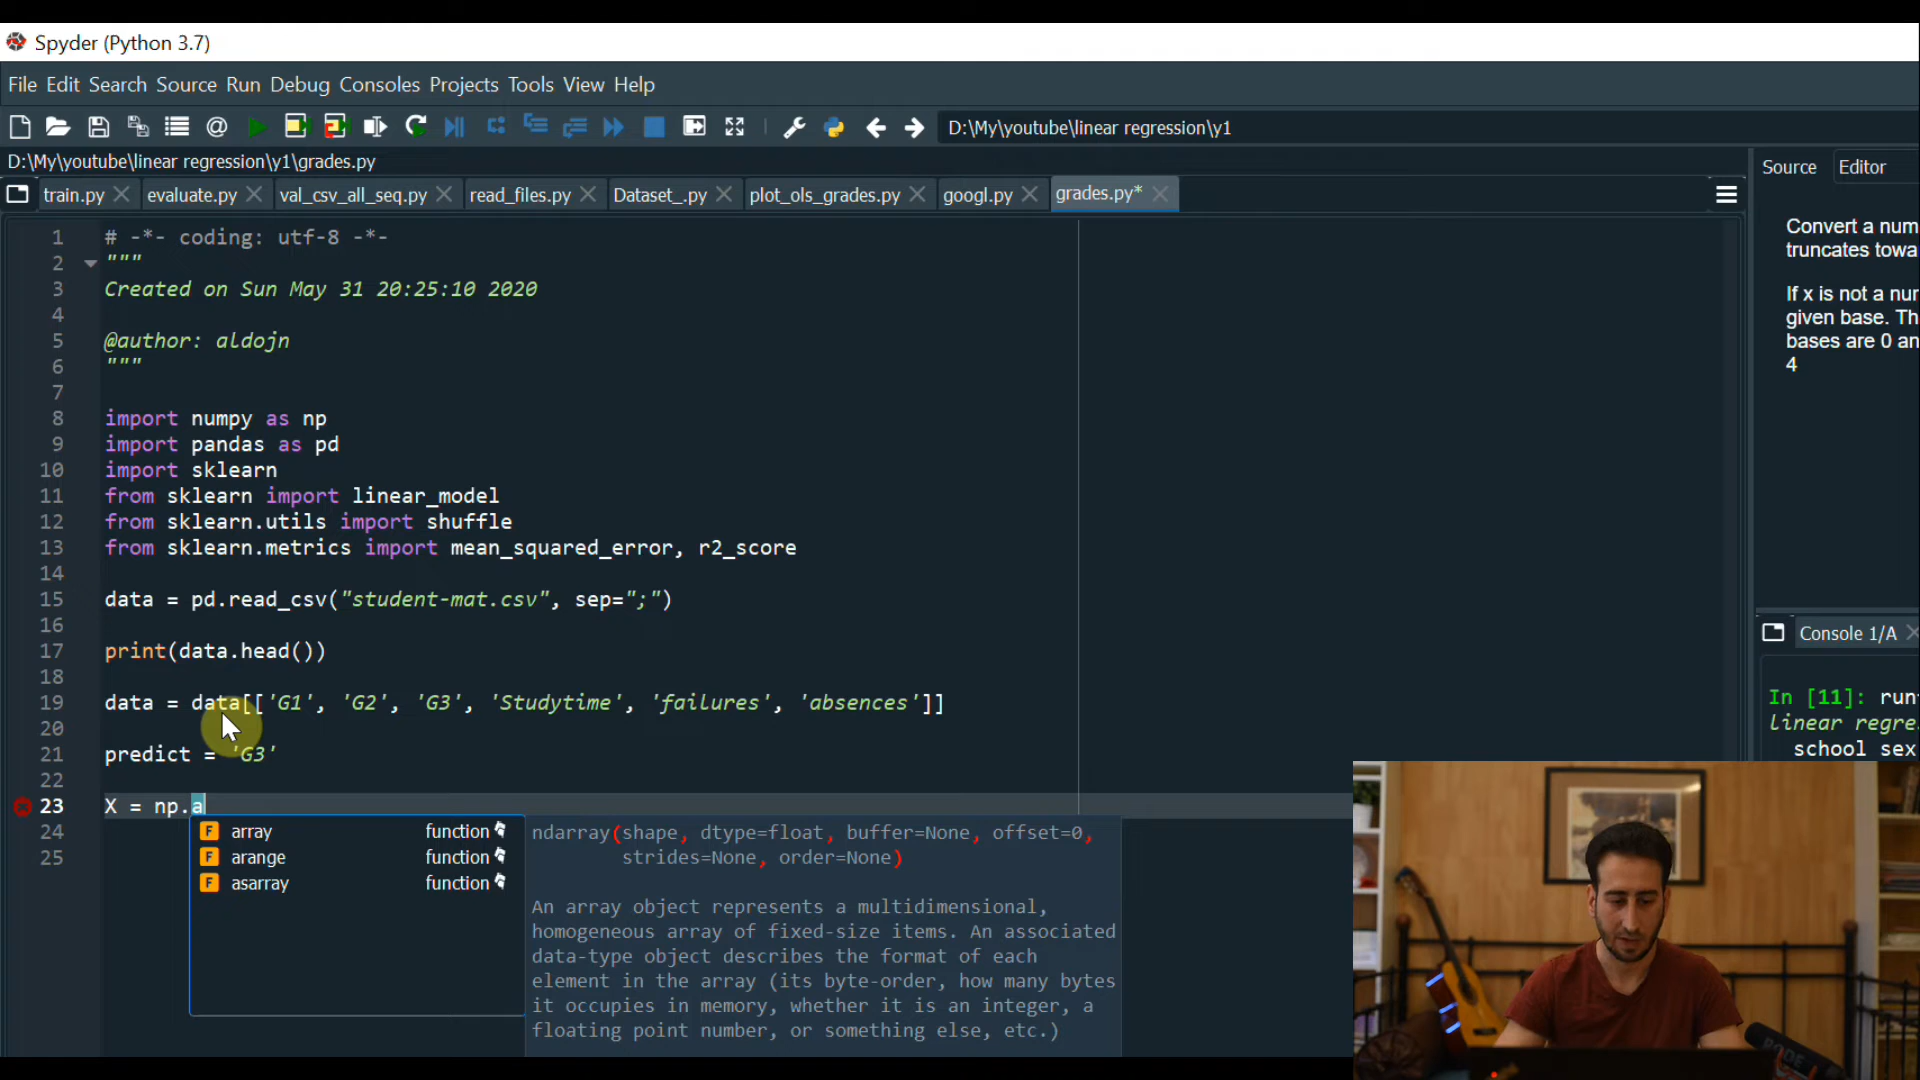 Spyder (Python 3.7)
File Edit Search Source Run Debug Consoles Projects Tools View Help
D:\My\youtube\linear regression\y1
D:\My\youtube\linear regression\y1\grades.py
train.py evaluate.py val_csv_all_seq.py read_files.py Dataset_.py plot_ols_grades.py googl.py grades.py*
1 # -*- coding: utf-8 -*-
2 """
3 Created on Sun May 31 20:25:10 2020
4
5 @author: aldojn
6 """
7
8 import numpy as np
9 import pandas as pd
10 import sklearn
11 from sklearn import linear_model
12 from sklearn.utils import shuffle
13 from sklearn.metrics import mean_squared_error, r2_score
14
15 data = pd.read_csv("student-mat.csv", sep=";")
16
17 print(data.head())
18
19 data = data[['G1', 'G2', 'G3', 'Studytime', 'failures', 'absences']]
20
21 predict = 'G3'
22
23 X = np.a
24
25
array function
arange function
asarray function
ndarray(shape, dtype=float, buffer=None, offset=0,
strides=None, order=None)
An array object represents a multidimensional,
homogeneous array of fixed-size items. An associated
data-type object describes the format of each
element in the array (its byte-order, how many bytes
it occupies in memory, whether it is an integer, a
floating point number, or something else, etc.)
Source Editor
Convert a num
truncates towa
If x is not a nur
given base. Th
bases are 0 an
4
Console 1/A
In [11]: run
linear regre
school sex
RODE